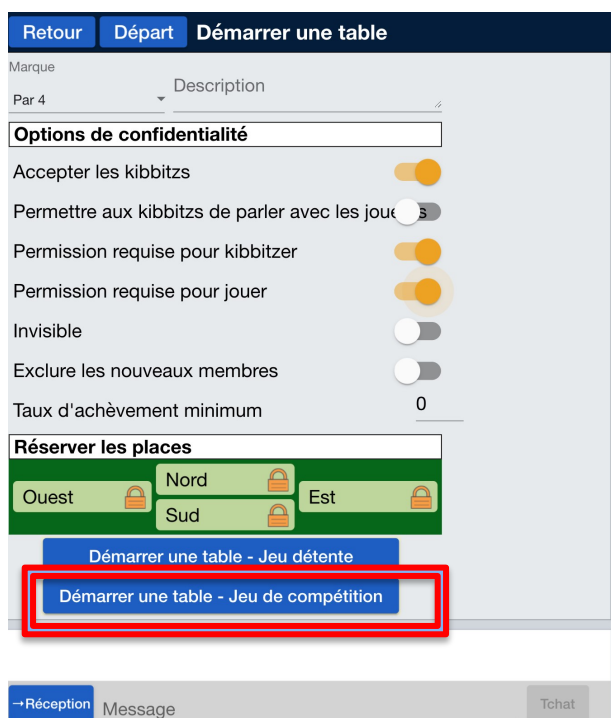 Retour Départ Démarrer une table
Marque
Par 4 Description
Options de confidentialité
Accepter les kibbitzs
Permettre aux kibbitzs de parler avec les joue s
Permission requise pour kibbitzer
Permission requise pour jouer
Invisible
Exclure les nouveaux membres
Taux d'achèvement minimum 0
Réserver les places
Nord
Ouest Est
Sud
Démarrer une table - Jeu détente
Démarrer une table - Jeu de compétition
→Réception Message Tchat